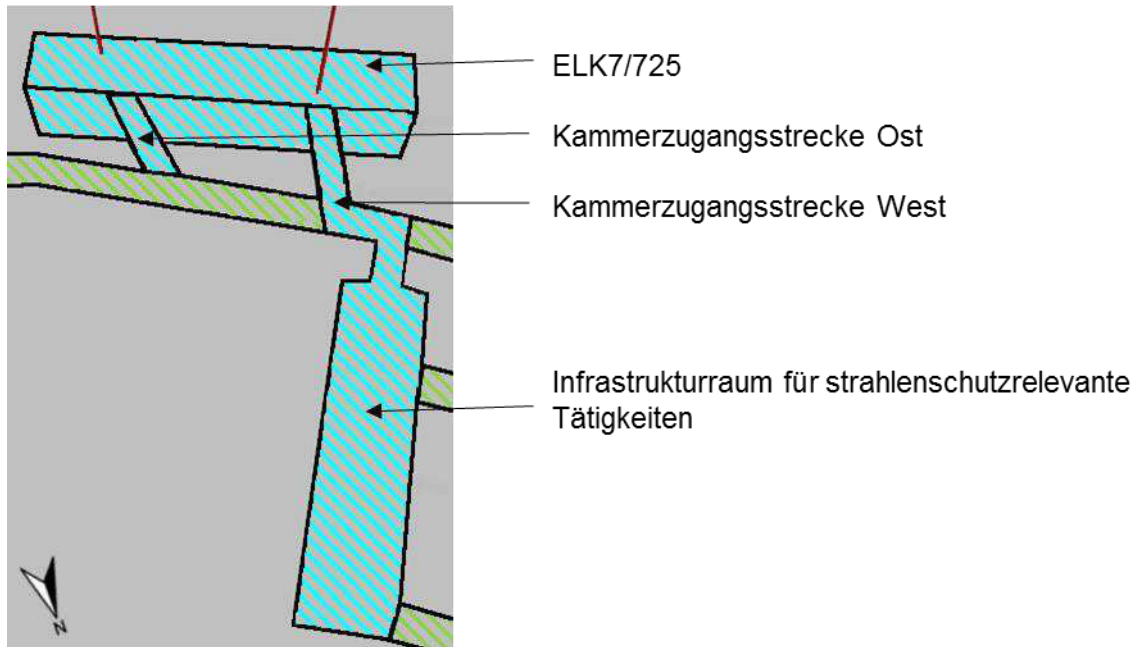 ELK7/725
Kammerzugangsstrecke Ost
Kammerzugangsstrecke West
Infrastrukturraum für strahlenschutzrelevante
Tätigkeiten
N